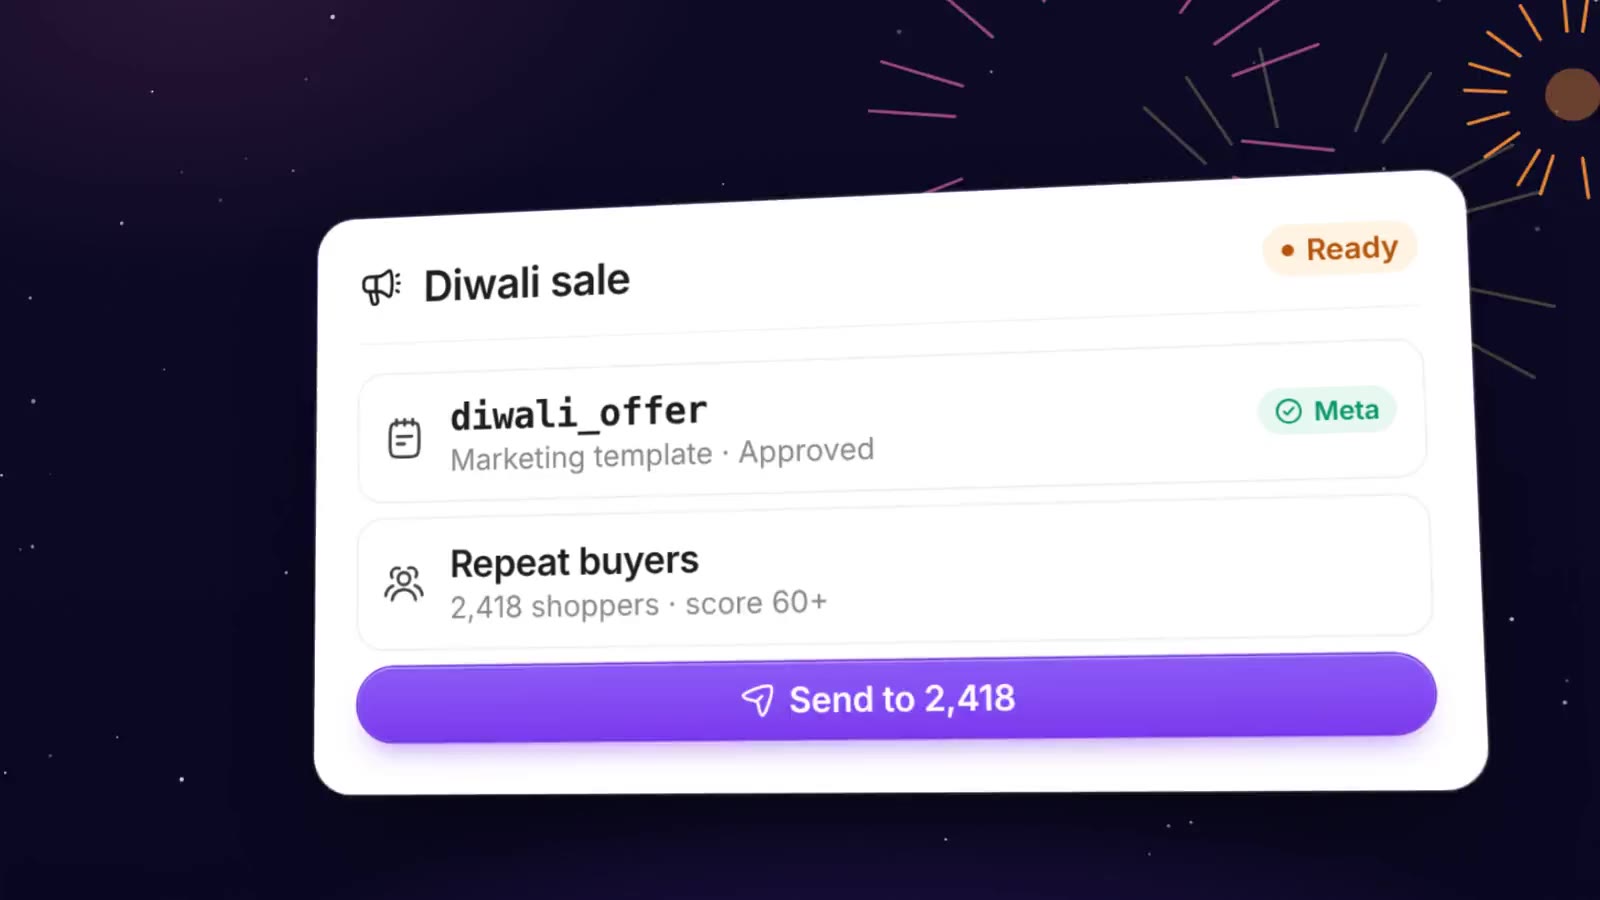 Diwali sale
Ready
diwali_offer
Marketing template · Approved
Meta
Repeat buyers
2,418 shoppers · score 60+
Send to 2,418